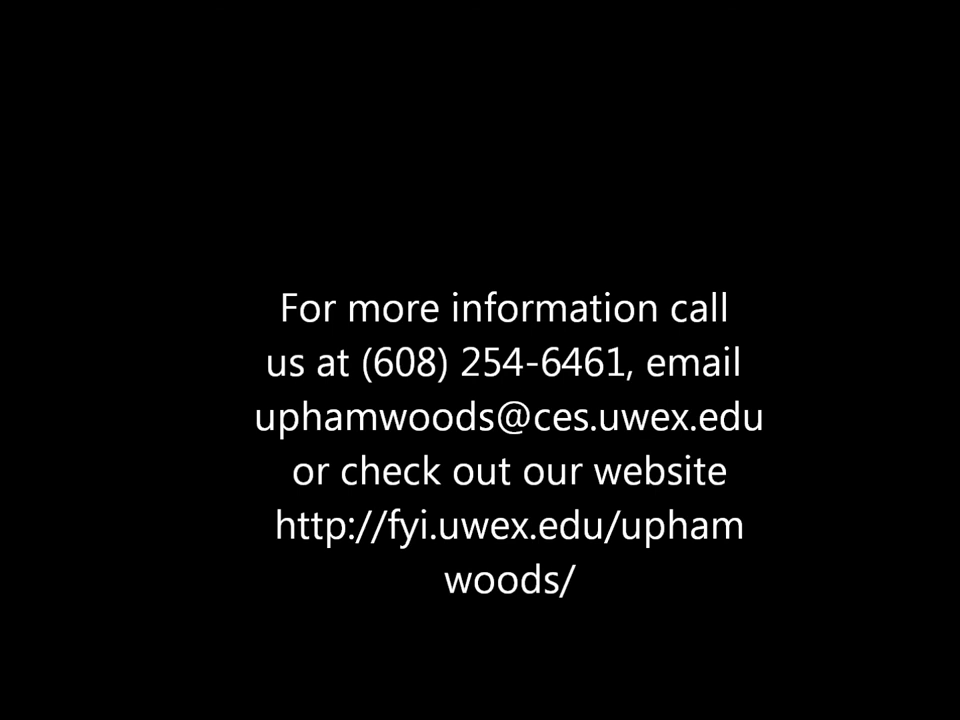 For more information call
us at (608) 254-6461, email
uphamwoods@ces.uwex.edu
or check out our website
http://fyi.uwex.edu/upham
woods/